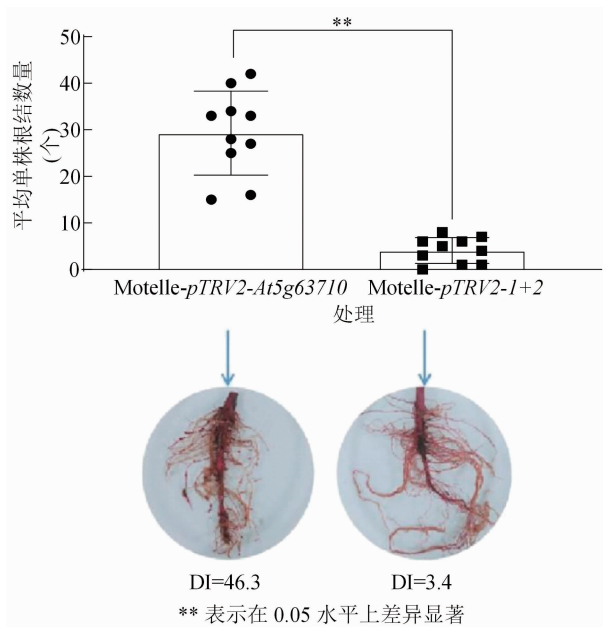 **
50
40
30
20
10
0
平均单株根结数量
(个)
Motelle-pTRV2-At5g63710 Motelle-pTRV2-1+2
处理
DI=46.3 DI=3.4
** 表示在 0.05 水平上差异显著